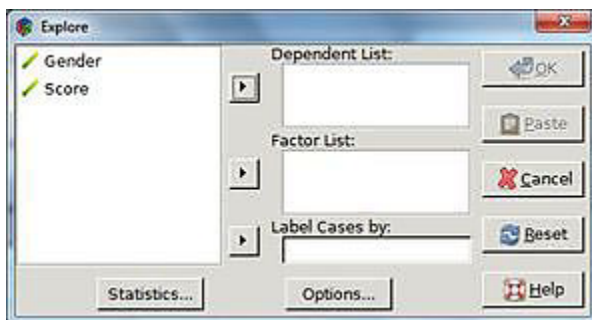 Explore
Gender
Score
Dependent List:
Factor List:
Label Cases by:
OK
Paste
Cancel
Reset
Help
Statistics...
Options...